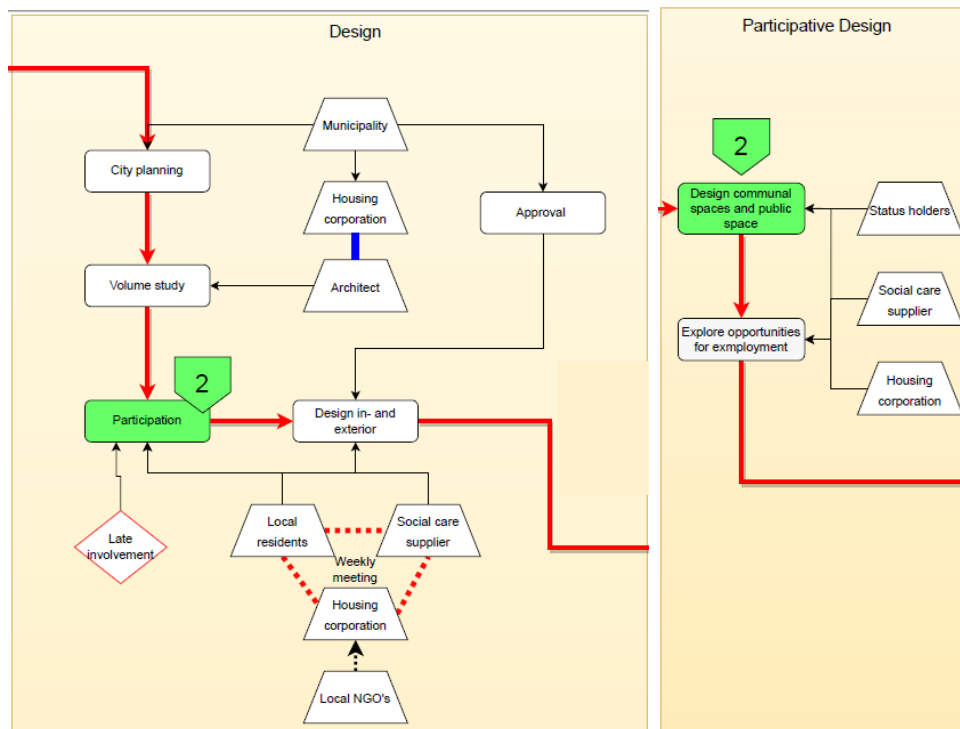 Design
Municipality
City planning
Housing
corporation
Approval
Volume study
Architect
2
Participation
Design in- and
exterior
Late
involvement
Local
residents
Social care
supplier
Weekly
meeting
Housing
corporation
Local NGO's
Participative Design
2
Design communal
spaces and public
space
Status holders
Social care
supplier
Explore opportunities
for exmployment
Housing
corporation